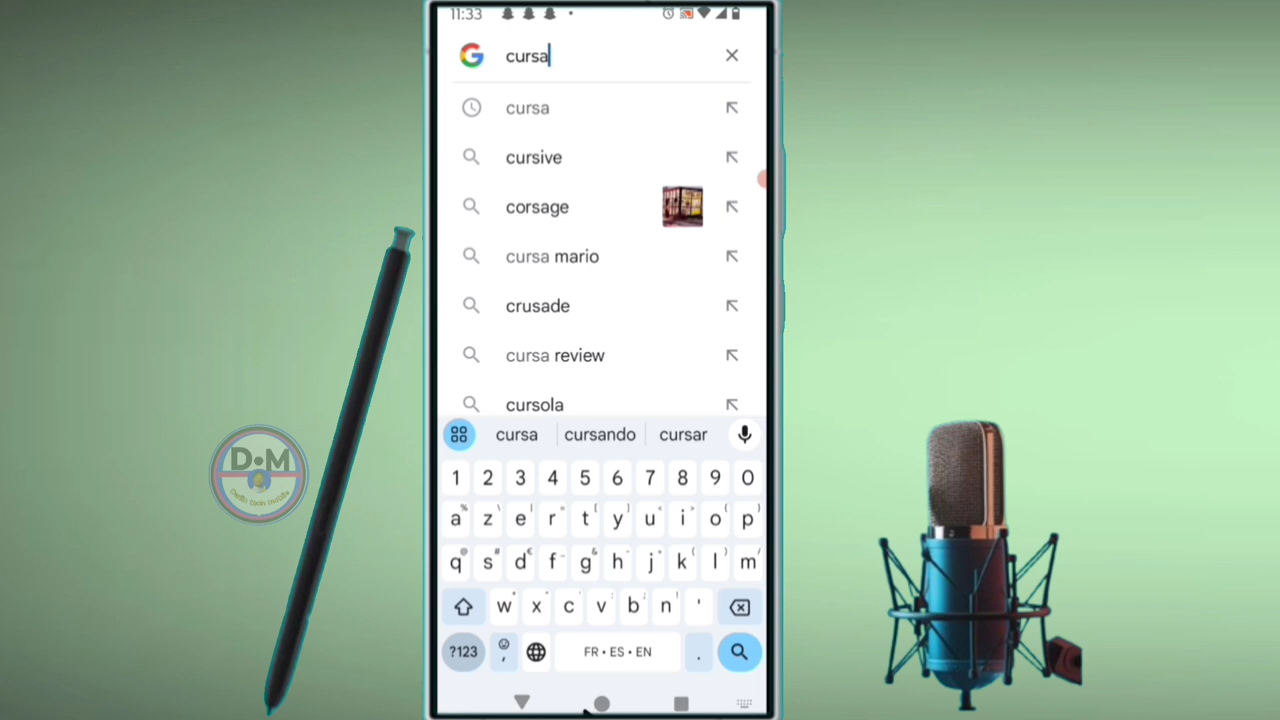 11:33
cursa
cursa
cursive
corsage
cursa mario
crusade
cursa review
cursola
cursa cursando cursar
1 2 3 4 5 6 7 8 9 0
a z e r t y u i o p
q s d f g h j k l m
w x c v b n '
?123 , FR • ES • EN .
D•M